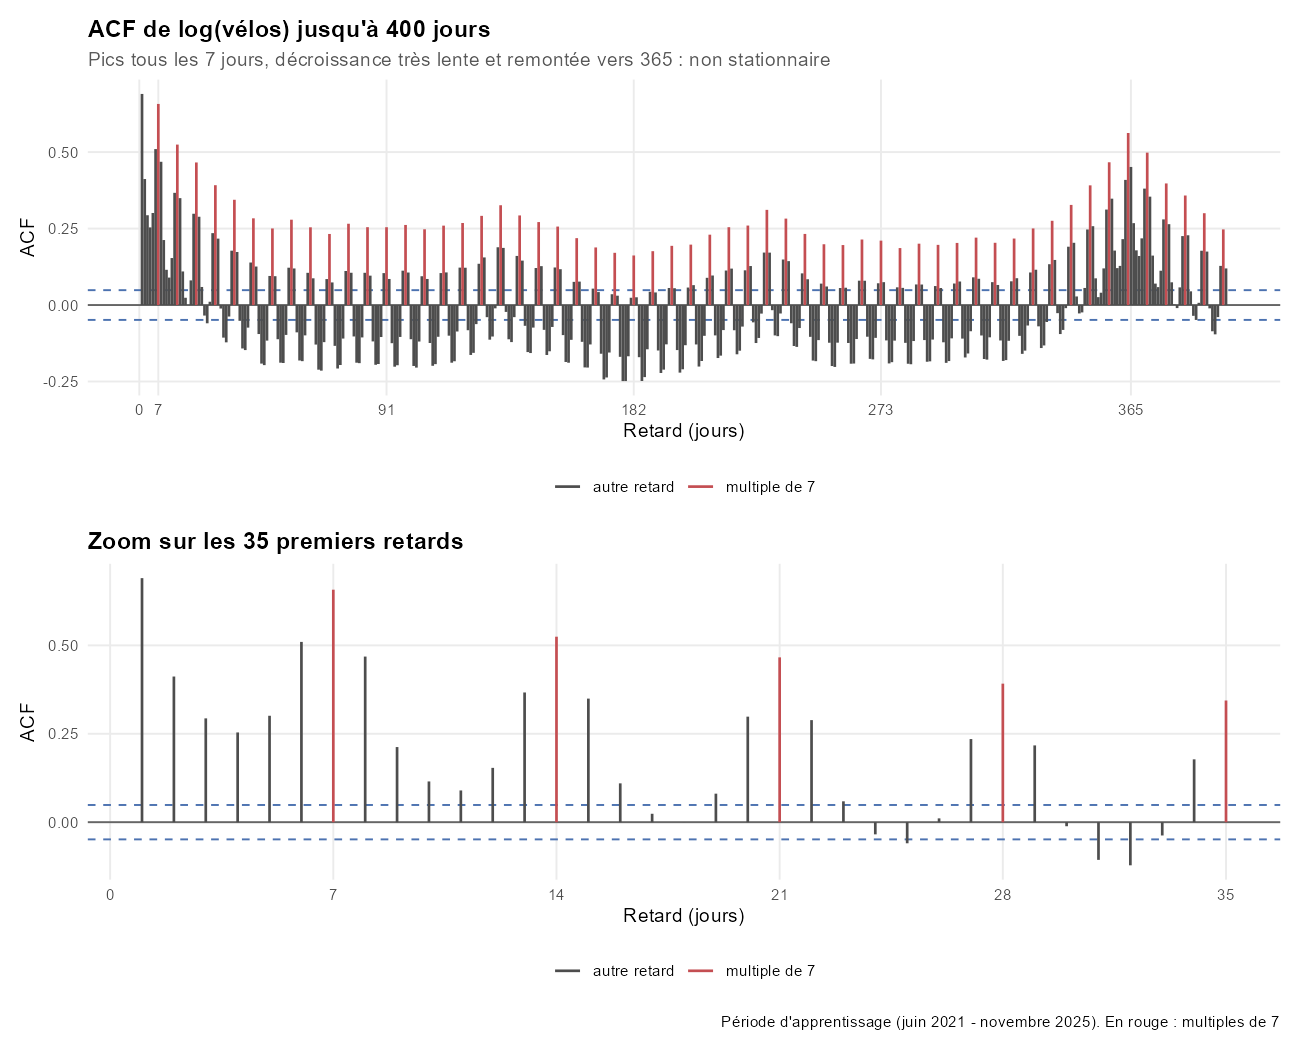 ACF de log(vélos) jusqu'à 400 jours
Pics tous les 7 jours, décroissance très lente et remontée vers 365 : non stationnaire
ACF
0.50
0.25
0.00
-0.25
0 7 91 182 273 365
Retard (jours)
autre retard multiple de 7
Zoom sur les 35 premiers retards
ACF
0.50
0.25
0.00
0 7 14 21 28 35
Retard (jours)
autre retard multiple de 7
Période d'apprentissage (juin 2021 - novembre 2025). En rouge : multiples de 7